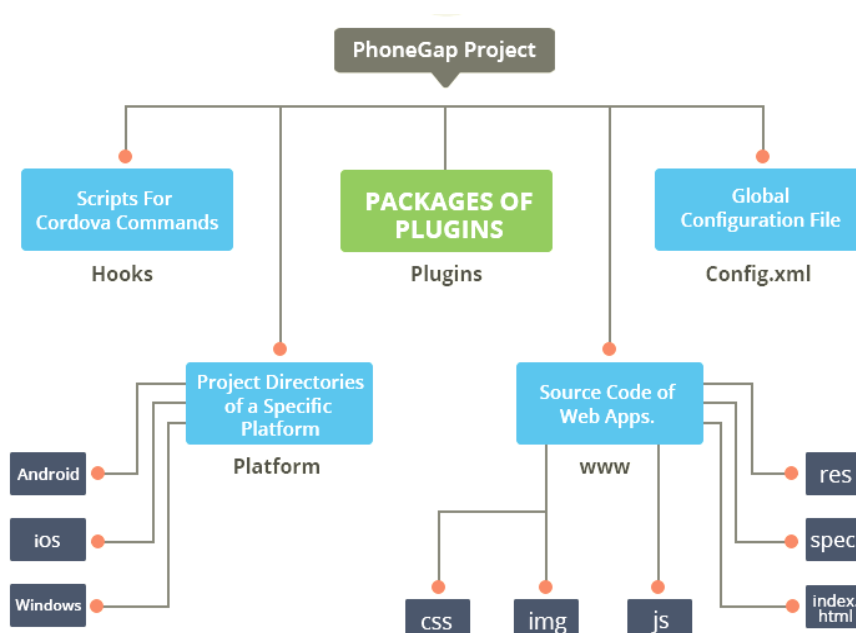 PhoneGap Project
Scripts For
Cordova Commands
Hooks
PACKAGES OF
PLUGINS
Plugins
Global
Configuration File
Config.xml
Project Directories
of a Specific
Platform
Platform
Source Code of
Web Apps.
www
Android
iOS
Windows
css
img
js
res
spec
index.
html